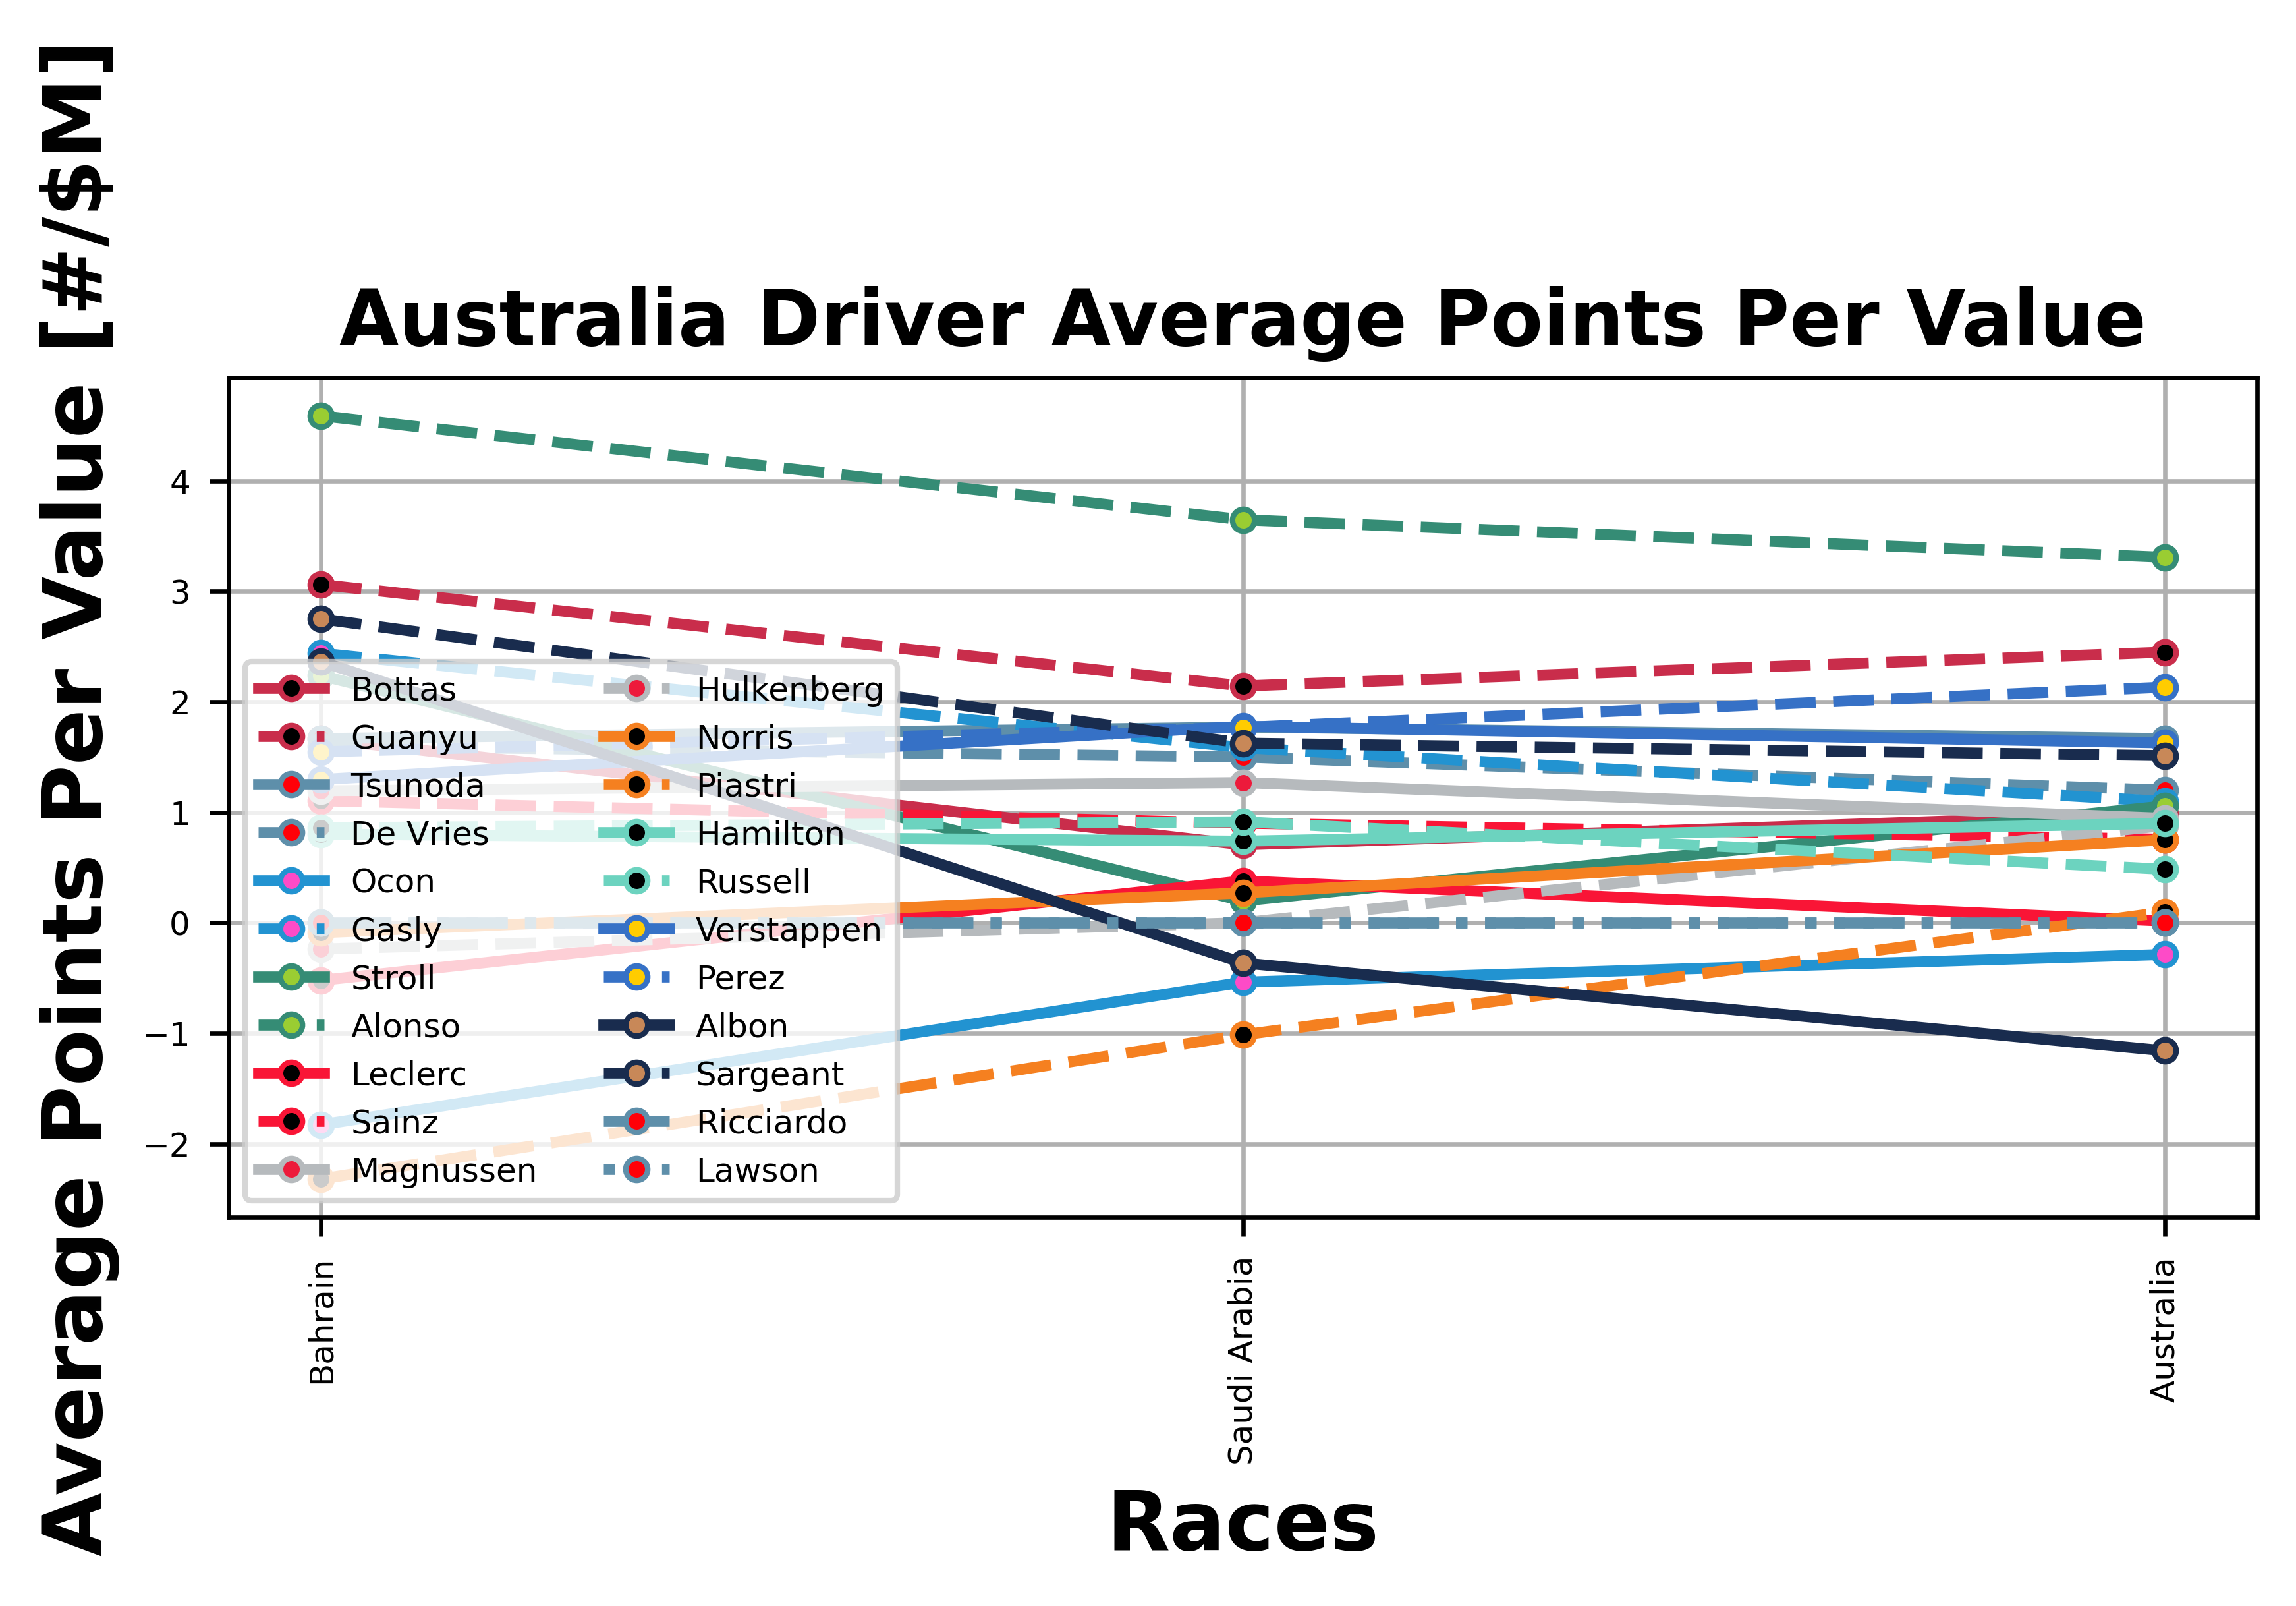 Australia Driver Average Points Per Value
Average Points Per Value [#/$M]
4
3
2
1
0
−1
−2
Bottas
Guanyu
Tsunoda
De Vries
Ocon
Gasly
Stroll
Alonso
Leclerc
Sainz
Magnussen
Hulkenberg
Norris
Piastri
Hamilton
Russell
Verstappen
Perez
Albon
Sargeant
Ricciardo
Lawson
Bahrain
Saudi Arabia
Australia
Races